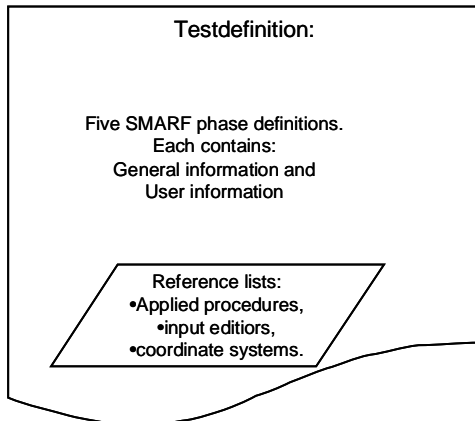 Testdefinition:
Five SMARF phase definitions.
Each contains:
General information and
User information
Reference lists:
•Applied procedures,
•input editiors,
•coordinate systems.